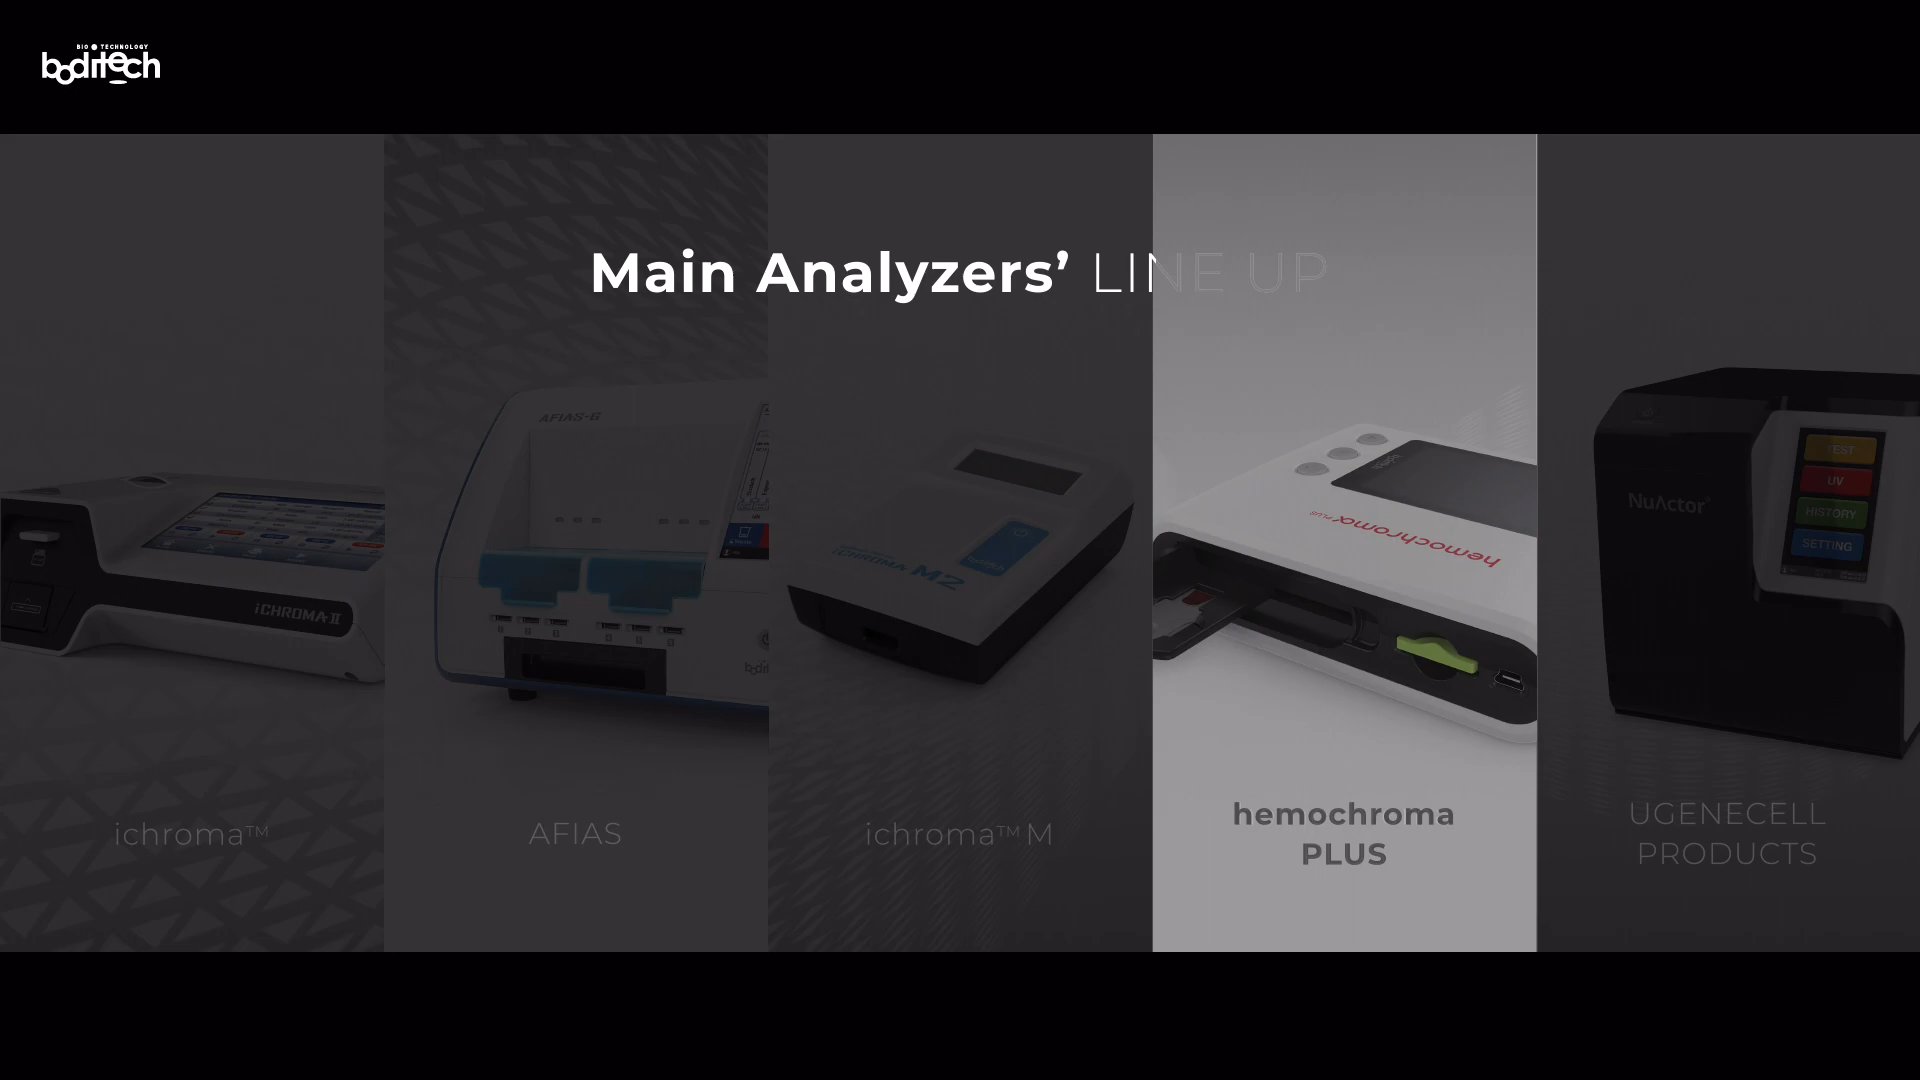 BIO TECHNOLOGY
boditech
Main Analyzers’ LINE UP
AFIAS-6
TEST
UV
NuActor
HISTORY
SETTING
hemochroma PLUS
iCHROMA M2
iCHROMA-II
ichroma™
AFIAS
ichroma™ M
hemochroma
PLUS
UGENECELL
PRODUCTS